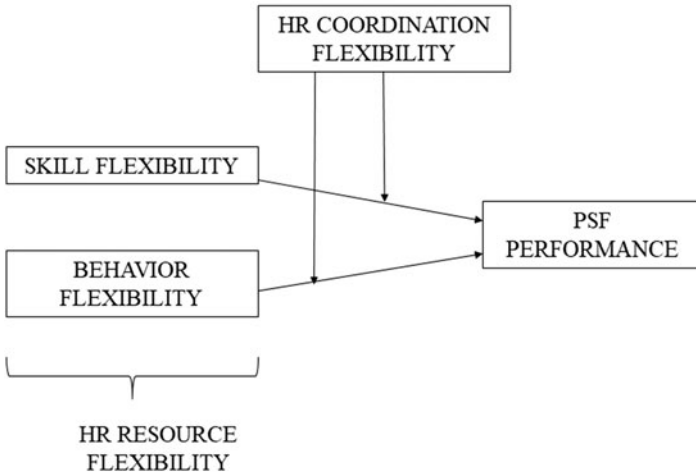 HR COORDINATION
FLEXIBILITY
SKILL FLEXIBILITY
PSF
PERFORMANCE
BEHAVIOR
FLEXIBILITY
HR RESOURCE
FLEXIBILITY